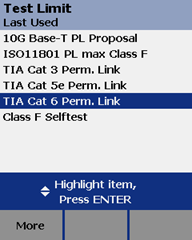 Test Limit
Last Used
10G Base-T PL Proposal
ISO11801 PL max Class F
TIA Cat 3 Perm. Link
TIA Cat 5e Perm. Link
TIA Cat 6 Perm. Link
Class F Selftest
Highlight item,
Press ENTER
More